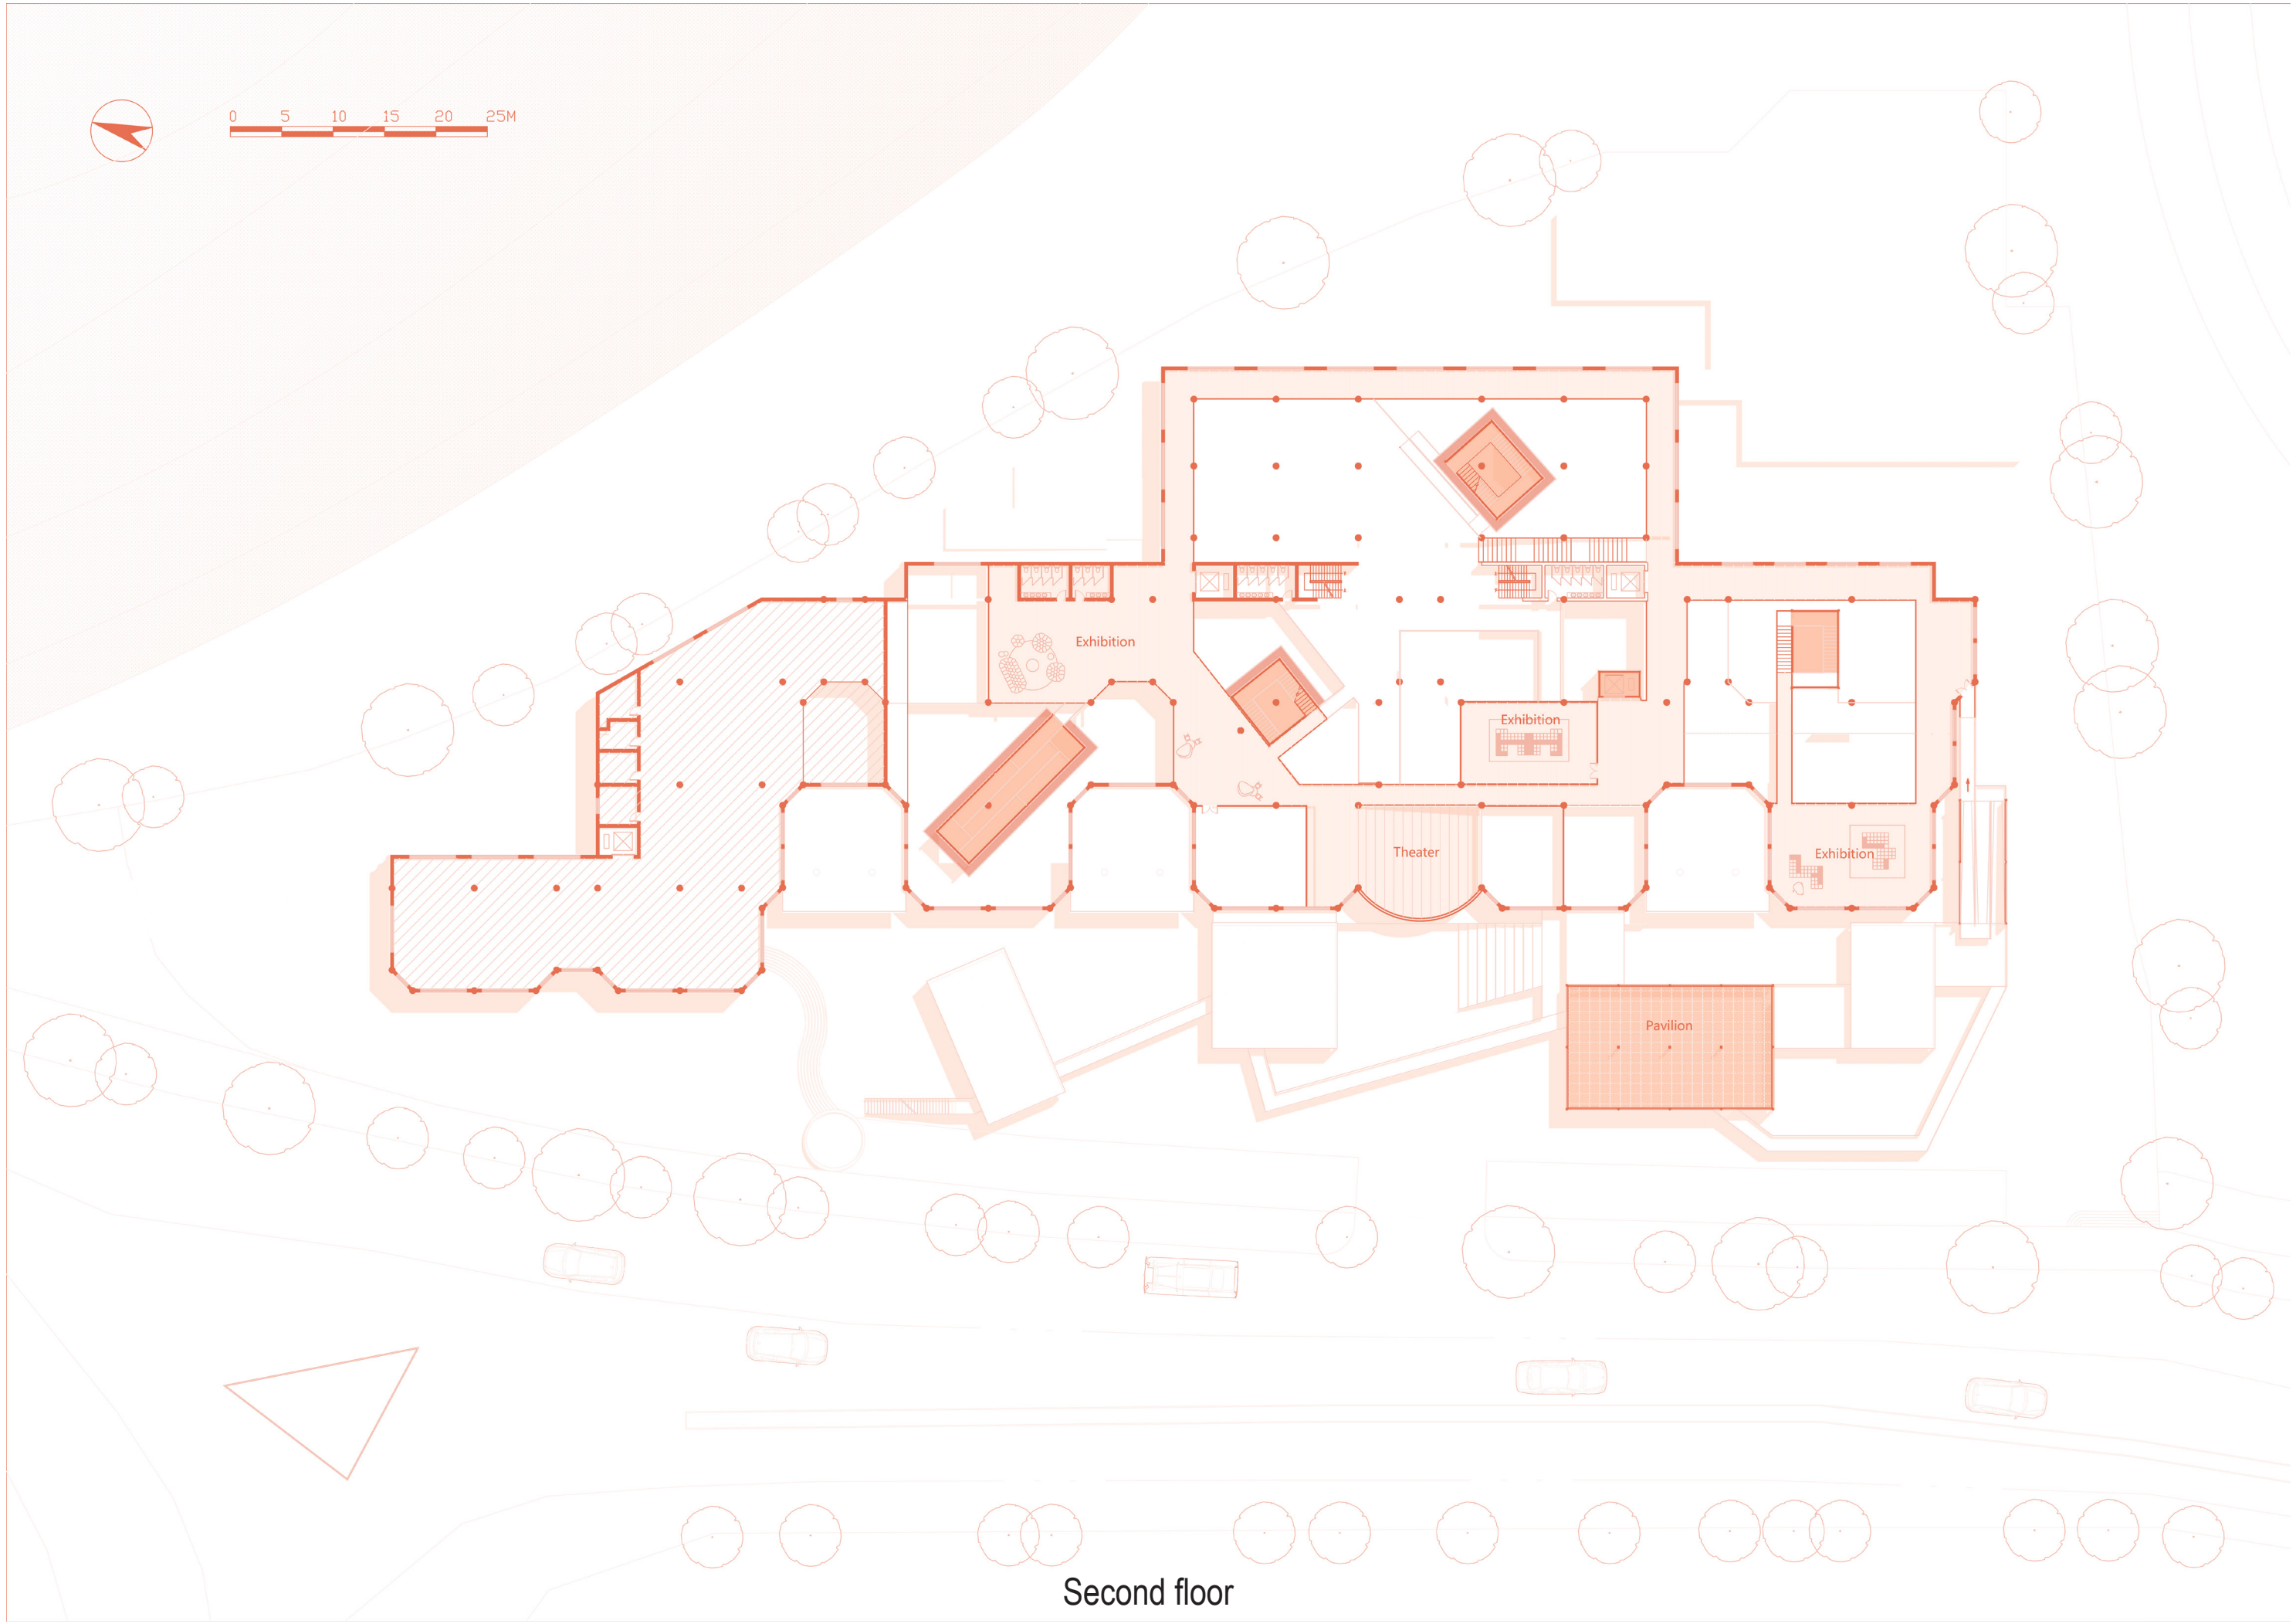 0 5 10 15 20 25M
Exhibition
Exhibition
Theater
Exhibition
Pavilion
Second floor